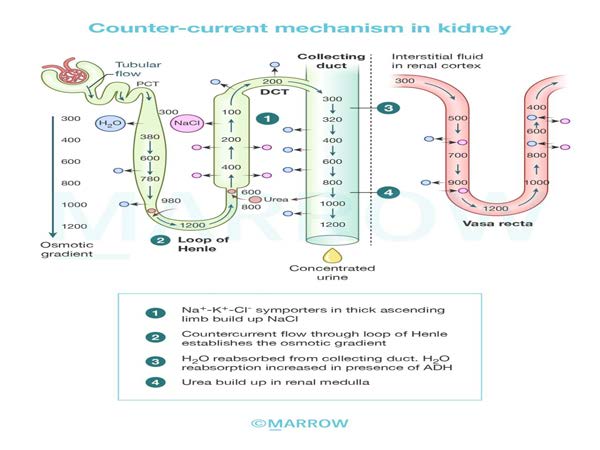 Counter-current mechanism in kidney
Tubular
flow
PCT
300
400
600
800
1000
1200
Osmotic
gradient
H₂O
300
380
600
780
980
1200
2 Loop of
Henle
NaCl
100
200
400
600
800
Urea
1
200
DCT
Collecting
duct
300
320
400
600
800
1000
1200
Concentrated
urine
3
4
Interstitial fluid
in renal cortex
300
500
700
900
1200
400
600
800
1000
Vasa recta
MARROW
1 Na⁺-K⁺-Cl⁻ symporters in thick ascending
limb build up NaCl
2 Countercurrent flow through loop of Henle
establishes the osmotic gradient
3 H₂O reabsorbed from collecting duct. H₂O
reabsorption increased in presence of ADH
4 Urea build up in renal medulla
©MARROW